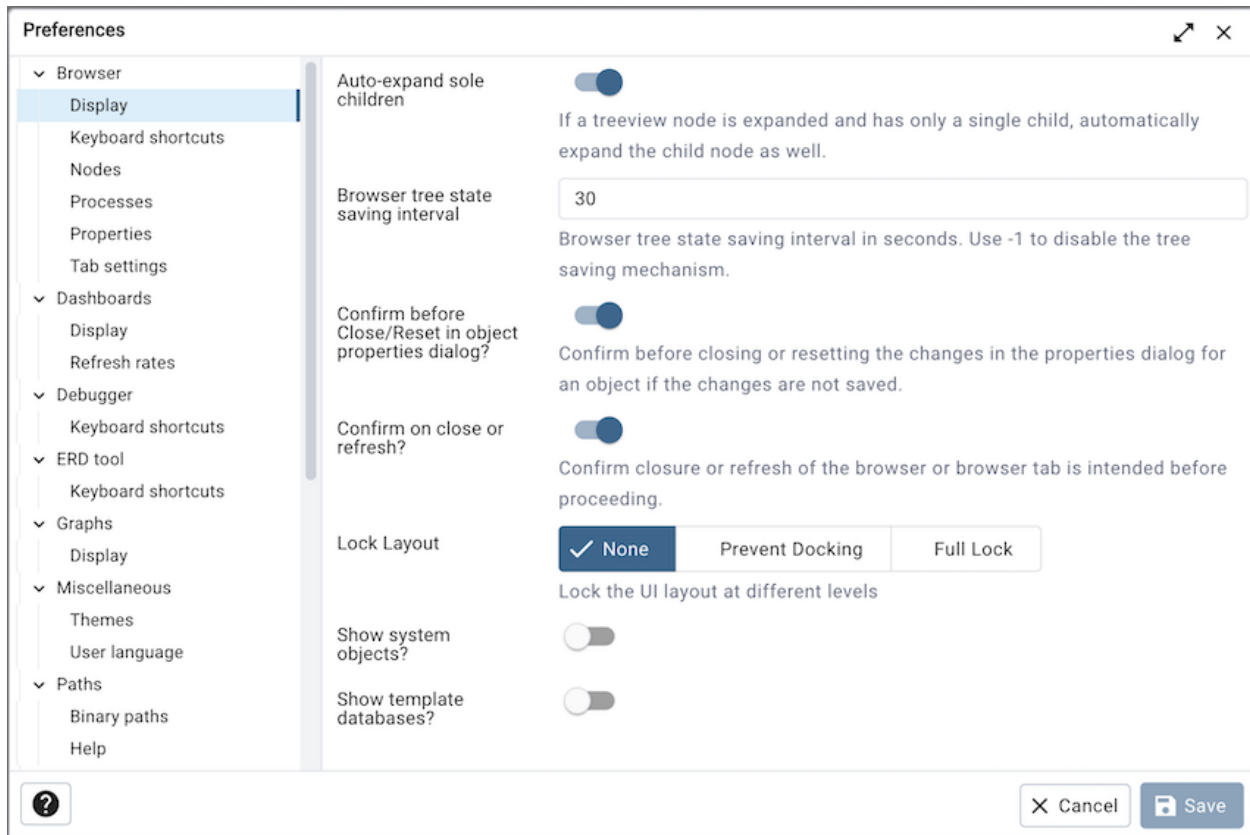 Preferences
Browser
Display
Keyboard shortcuts
Nodes
Processes
Properties
Tab settings
Dashboards
Display
Refresh rates
Debugger
Keyboard shortcuts
ERD tool
Keyboard shortcuts
Graphs
Display
Miscellaneous
Themes
User language
Paths
Binary paths
Help
Auto-expand sole
children
If a treeview node is expanded and has only a single child, automatically
expand the child node as well.
Browser tree state
saving interval
30
Browser tree state saving interval in seconds. Use -1 to disable the tree
saving mechanism.
Confirm before
Close/Reset in object
properties dialog?
Confirm before closing or resetting the changes in the properties dialog for
an object if the changes are not saved.
Confirm on close or
refresh?
Confirm closure or refresh of the browser or browser tab is intended before
proceeding.
Lock Layout
None Prevent Docking Full Lock
Lock the UI layout at different levels
Show system
objects?
Show template
databases?
? Cancel Save